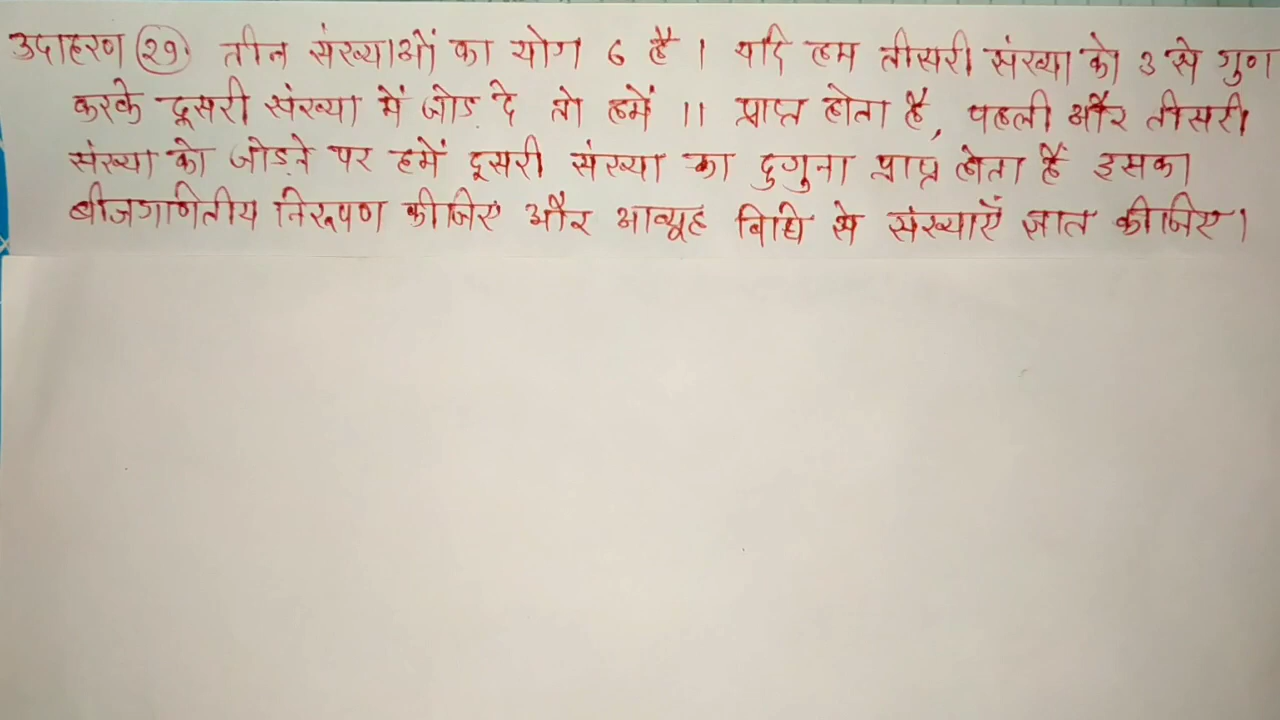 उदाहरण 29 तीन संख्याओं का योग 6 है । यदि हम तीसरी संख्या को 3 से गुणा
करके दूसरी संख्या में जोड़ दे तो हमें 11 प्राप्त होता है, पहली और तीसरी
संख्या को जोड़ने पर हमें दूसरी संख्या का दुगुना प्राप्त होता है इसका
बीजगणितीय निरूपण कीजिए और आव्यूह विधि से संख्याएँ ज्ञात कीजिए।